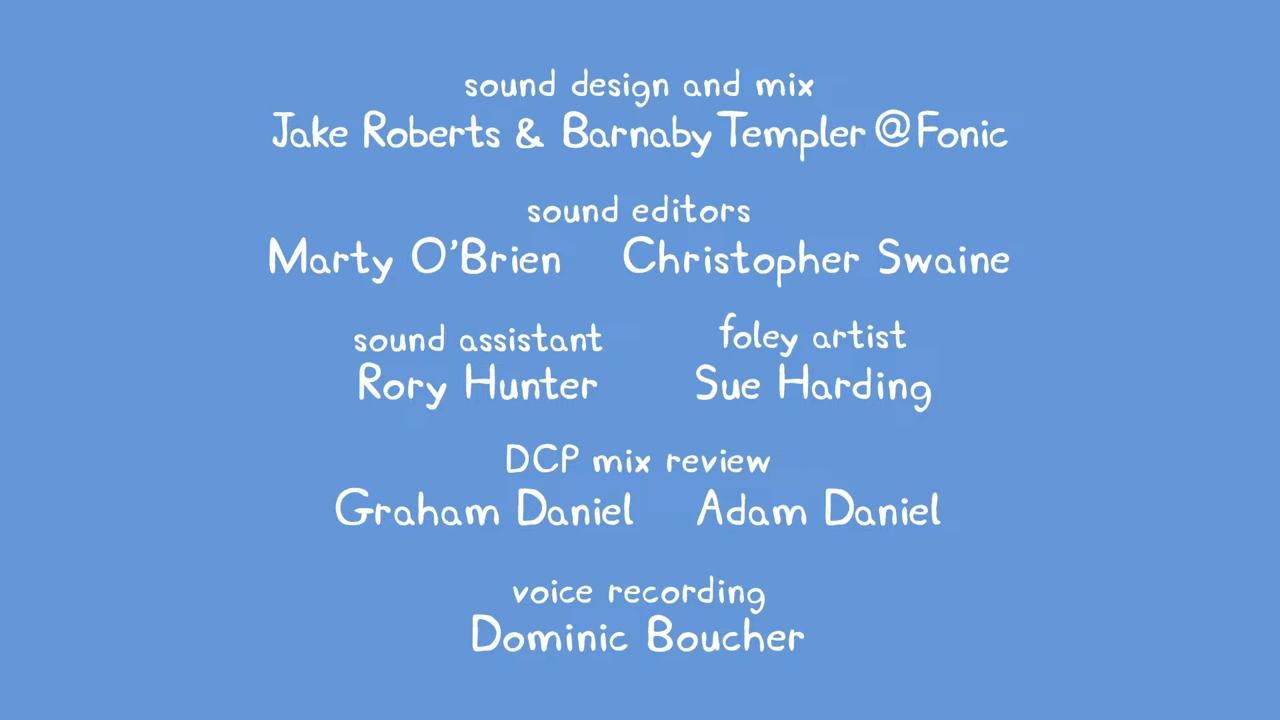 sound design and mix
Jake Roberts & Barnaby Templer @Fonic
sound editors
Marty O'Brien Christopher Swaine
sound assistant foley artist
Rory Hunter Sue Harding
DCP mix review
Graham Daniel Adam Daniel
voice recording
Dominic Boucher